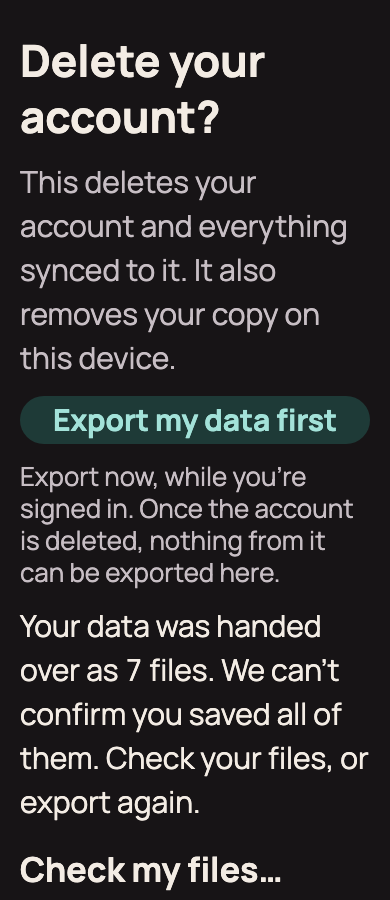 Delete your
account?
This deletes your
account and everything
synced to it. It also
removes your copy on
this device.
Export my data first
Export now, while you’re
signed in. Once the account
is deleted, nothing from it
can be exported here.
Your data was handed
over as 7 files. We can’t
confirm you saved all of
them. Check your files, or
export again.
Check my files…